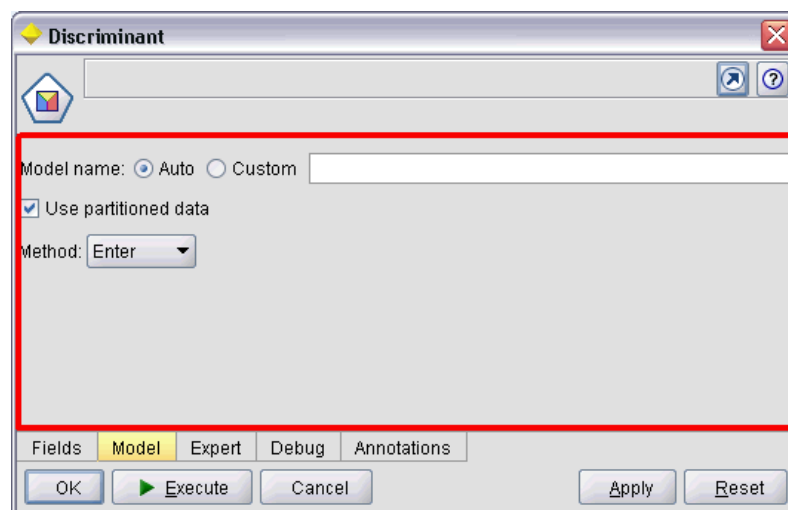 Discriminant
Model name: Auto Custom
Use partitioned data
Method: Enter
Fields Model Expert Debug Annotations
OK Execute Cancel Apply Reset